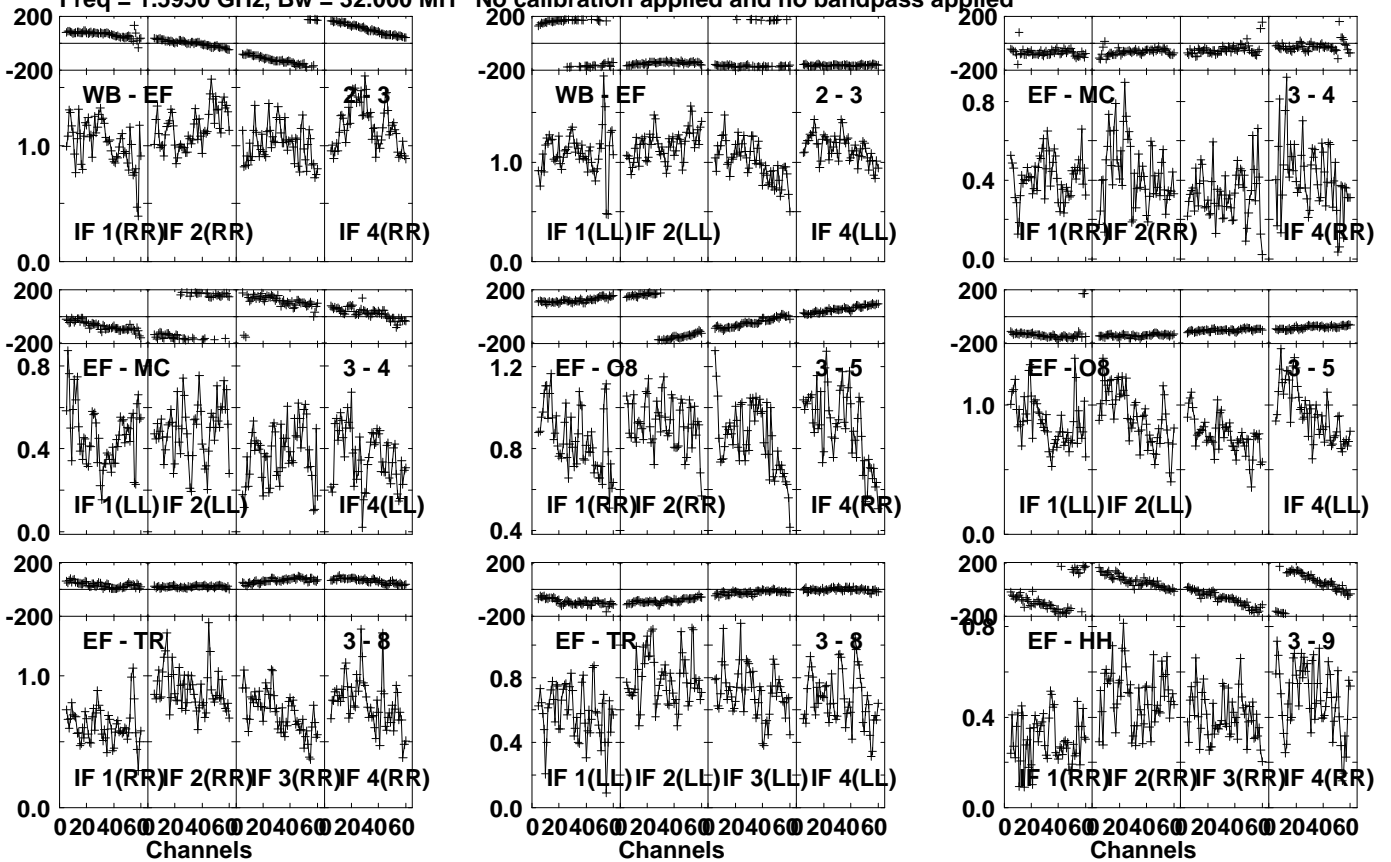 Freq = 1.5950 GHz, Bw = 32.000 MH No calibration applied and no bandpass applied
200
-200
WB - EF 2 - 3
1.0
IF 1(RR) IF 2(RR) IF 4(RR)
0.0
200
-200
WB - EF 2 - 3
1.0
IF 1(LL) IF 2(LL) IF 4(LL)
0.0
200
-200
EF - MC 3 - 4
0.8
0.4
IF 1(RR) IF 2(RR) IF 4(RR)
0.0
200
-200
EF - MC 3 - 4
0.8
0.4
IF 1(LL) IF 2(LL) IF 4(LL)
0.0
200
-200
EF - O8 3 - 5
1.2
0.8
IF 1(RR) IF 2(RR) IF 4(RR)
0.4
200
-200
EF - O8 3 - 5
1.0
IF 1(LL) IF 2(LL) IF 4(LL)
0.0
200
-200
EF - TR 3 - 8
1.0
IF 1(RR) IF 2(RR) IF 3(RR) IF 4(RR)
0.0
0 20 40 60 0 20 40 60 0 20 40 60 0 20 40 60
Channels
200
-200
EF - TR 3 - 8
0.8
0.4
IF 1(LL) IF 2(LL) IF 3(LL) IF 4(LL)
0.0
0 20 40 60 0 20 40 60 0 20 40 60 0 20 40 60
Channels
200
-200
0.8
EF - HH 3 - 9
0.4
IF 1(RR) IF 2(RR) IF 3(RR) IF 4(RR)
0.0
0 20 40 60 0 20 40 60 0 20 40 60 0 20 40 60
Channels